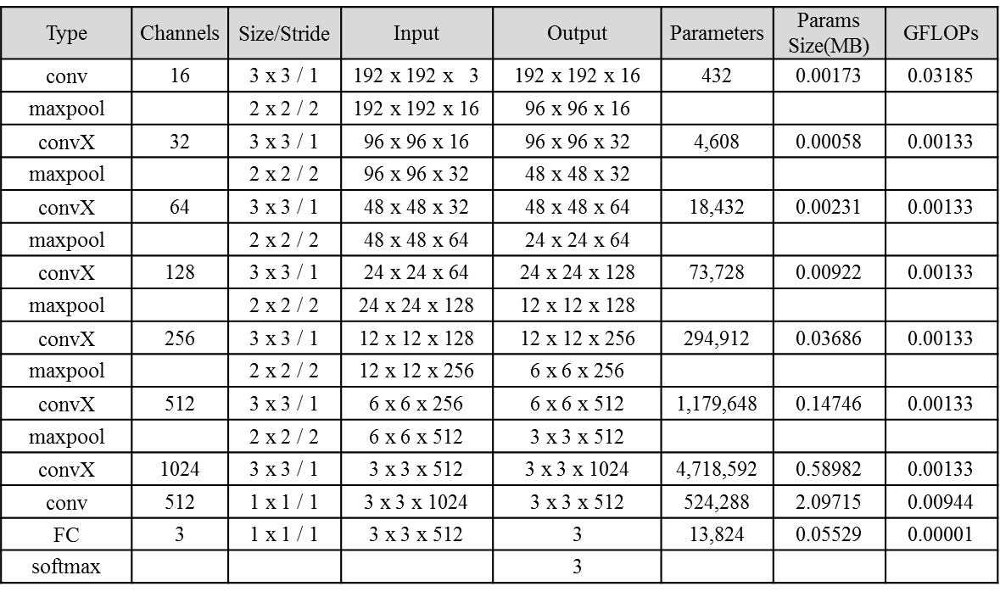 Type Channels Size/Stride Input Output Parameters Params Size(MB) GFLOPs
conv 16 3 x 3 / 1 192 x 192 x 3 192 x 192 x 16 432 0.00173 0.03185
maxpool 2 x 2 / 2 192 x 192 x 16 96 x 96 x 16
convX 32 3 x 3 / 1 96 x 96 x 16 96 x 96 x 32 4,608 0.00058 0.00133
maxpool 2 x 2 / 2 96 x 96 x 32 48 x 48 x 32
convX 64 3 x 3 / 1 48 x 48 x 32 48 x 48 x 64 18,432 0.00231 0.00133
maxpool 2 x 2 / 2 48 x 48 x 64 24 x 24 x 64
convX 128 3 x 3 / 1 24 x 24 x 64 24 x 24 x 128 73,728 0.00922 0.00133
maxpool 2 x 2 / 2 24 x 24 x 128 12 x 12 x 128
convX 256 3 x 3 / 1 12 x 12 x 128 12 x 12 x 256 294,912 0.03686 0.00133
maxpool 2 x 2 / 2 12 x 12 x 256 6 x 6 x 256
convX 512 3 x 3 / 1 6 x 6 x 256 6 x 6 x 512 1,179,648 0.14746 0.00133
maxpool 2 x 2 / 2 6 x 6 x 512 3 x 3 x 512
convX 1024 3 x 3 / 1 3 x 3 x 512 3 x 3 x 1024 4,718,592 0.58982 0.00133
conv 512 1 x 1 / 1 3 x 3 x 1024 3 x 3 x 512 524,288 2.09715 0.00944
FC 3 1 x 1 / 1 3 x 3 x 512 3 13,824 0.05529 0.00001
softmax 3